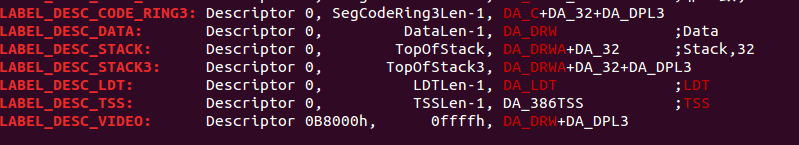 LABEL_DESC_CODE_RING3: Descriptor 0, SegCodeRing3Len-1, DA_C+DA_32+DA_DPL3
LABEL_DESC_DATA: Descriptor 0, DataLen-1, DA_DRW ;Data
LABEL_DESC_STACK: Descriptor 0, TopOfStack, DA_DRWA+DA_32 ;Stack,32
LABEL_DESC_STACK3: Descriptor 0, TopOfStack3, DA_DRWA+DA_32+DA_DPL3
LABEL_DESC_LDT: Descriptor 0, LDTLen-1, DA_LDT ;LDT
LABEL_DESC_TSS: Descriptor 0, TSSLen-1, DA_386TSS ;TSS
LABEL_DESC_VIDEO: Descriptor 0B8000h, 0ffffh, DA_DRW+DA_DPL3